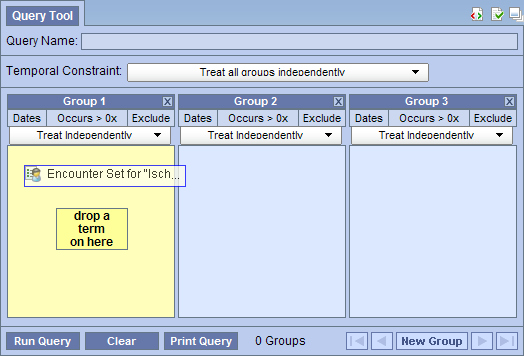 Query Tool
Query Name:
Temporal Constraint: Treat all groups independently
Group 1 Group 2 Group 3
Dates Occurs > 0x Exclude Dates Occurs > 0x Exclude Dates Occurs > 0x Exclude
Treat Independently Treat Independently Treat Independently
Encounter Set for "Isch...
drop a
term
on here
Run Query Clear Print Query 0 Groups New Group